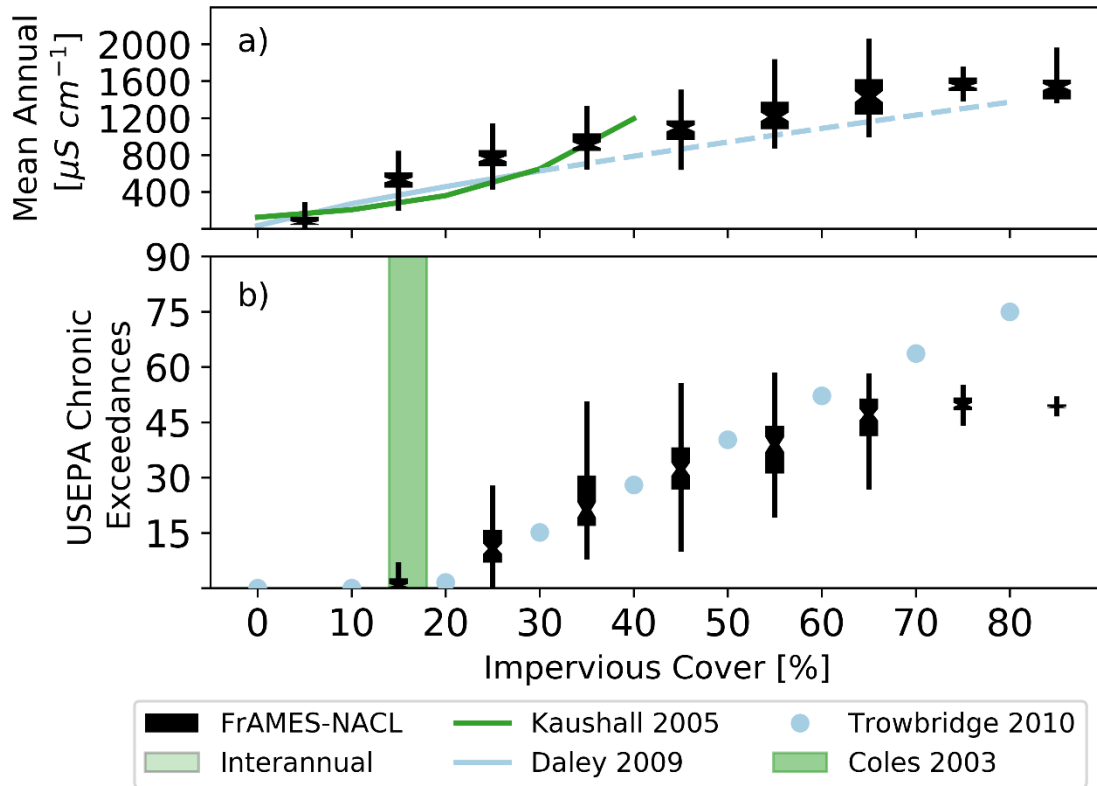 a)
Mean Annual
[μS cm⁻¹]
2000
1600
1200
800
400
b)
USEPA Chronic
Exceedances
90
75
60
45
30
15
0 10 20 30 40 50 60 70 80
Impervious Cover [%]
FrAMES-NACL Kaushall 2005 Trowbridge 2010
Interannual Daley 2009 Coles 2003